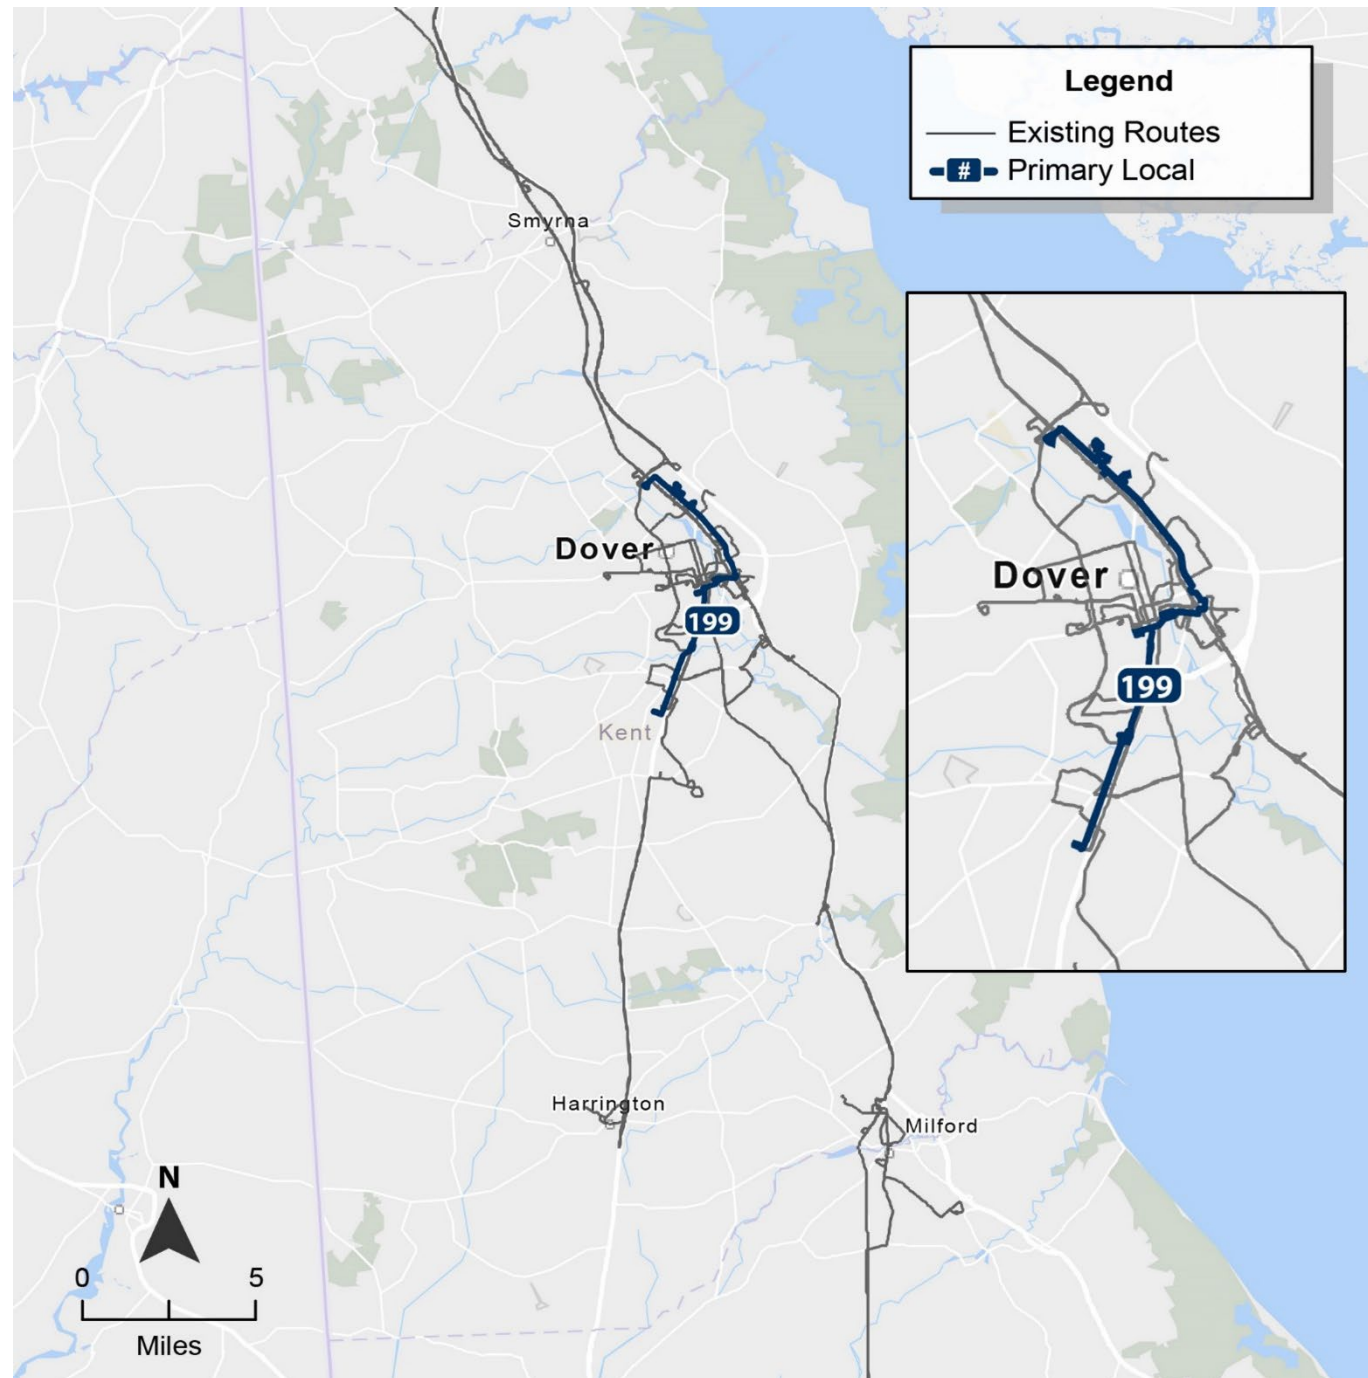 Legend
Existing Routes
# Primary Local
Smyrna
Dover
199
Kent
Dover
199
Harrington
Milford
N
0 5
Miles